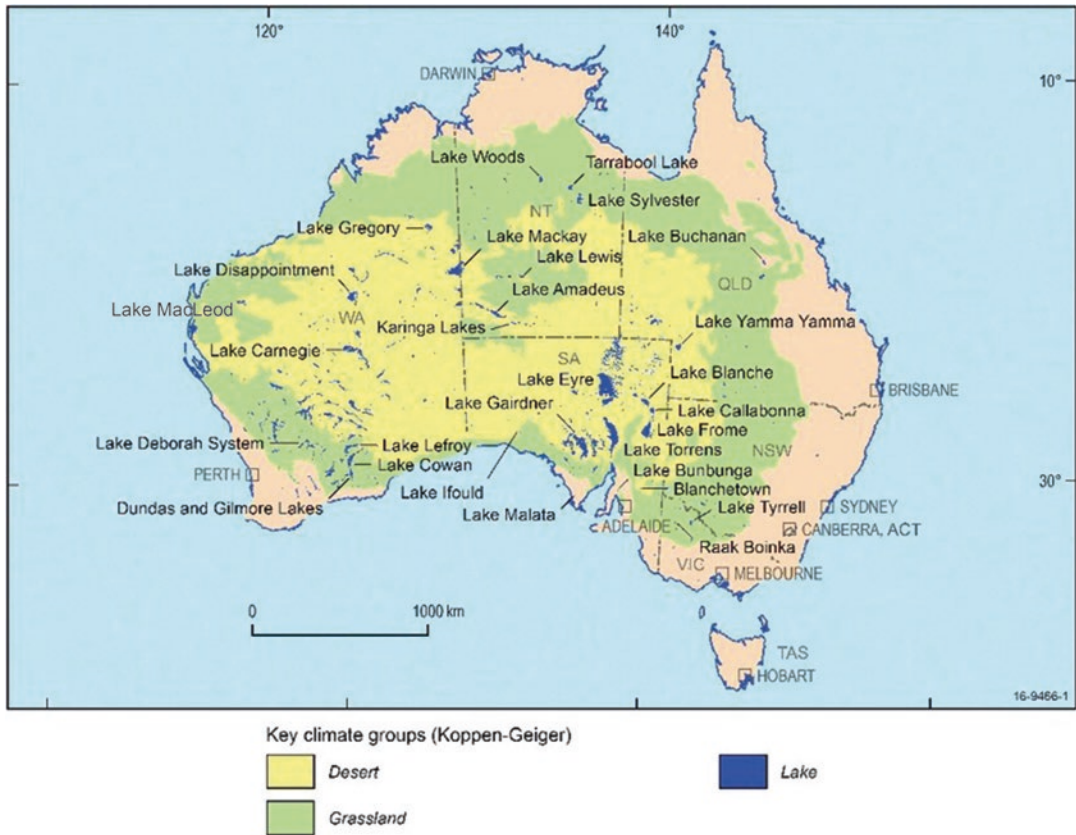 120°
140°
10°
DARWIN
Lake Woods
Tarrabool Lake
NT
Lake Sylvester
Lake Gregory
Lake Mackay
Lake Buchanan
Lake Lewis
Lake Disappointment
QLD
Lake Amadeus
Lake MacLeod
WA
Karinga Lakes
Lake Yamma Yamma
Lake Carnegie
SA
Lake Eyre
Lake Blanche
BRISBANE
Lake Gairdner
Lake Callabonna
Lake Frome
Lake Deborah System
Lake Lefroy
Lake Torrens
NSW
Lake Cowan
Lake Bunbunga
PERTH
30°
Lake Ifould
Blanchetown
Dundas and Gilmore Lakes
Lake Malata
Lake Tyrrell
SYDNEY
ADELAIDE
CANBERRA, ACT
Raak Boinka
VIC
MELBOURNE
0
1000 km
TAS
HOBART
16-9466-1
Key climate groups (Koppen-Geiger)
Desert
Lake
Grassland